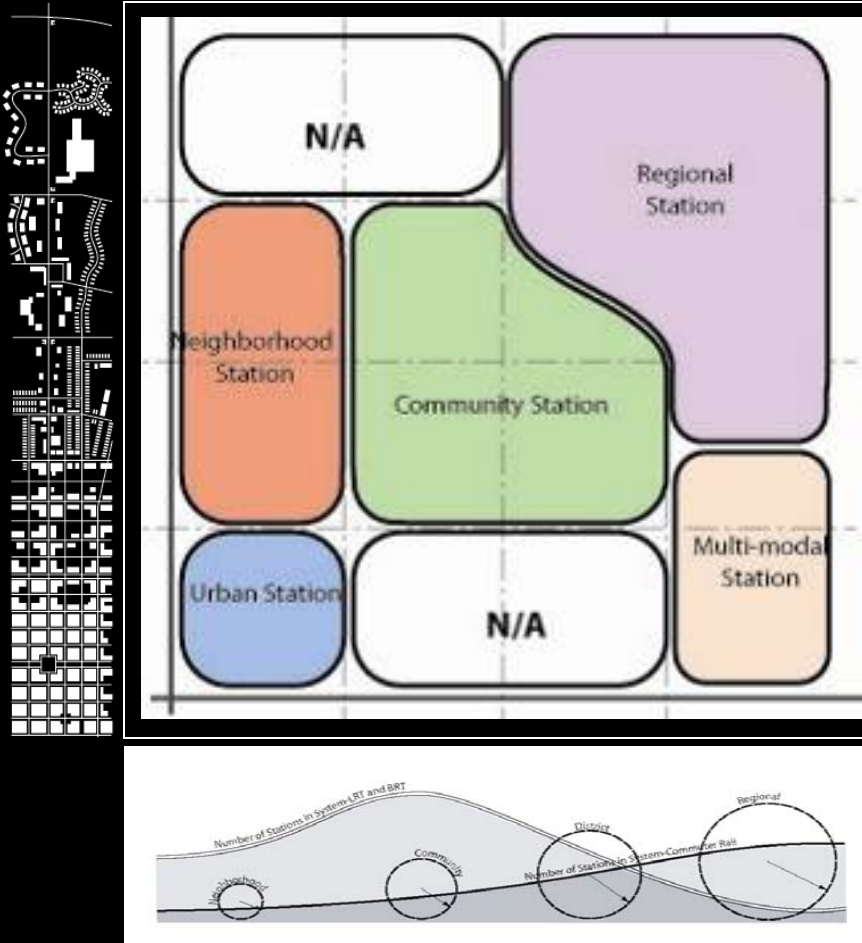 N/A
Regional
Station
Neighborhood
Station
Community Station
Urban Station
N/A
Multi-modal
Station
Number of Stations in System-LRT and BRT
Regional
District
Community
Number of Stations in System-Commuter Rail
Neighborhood